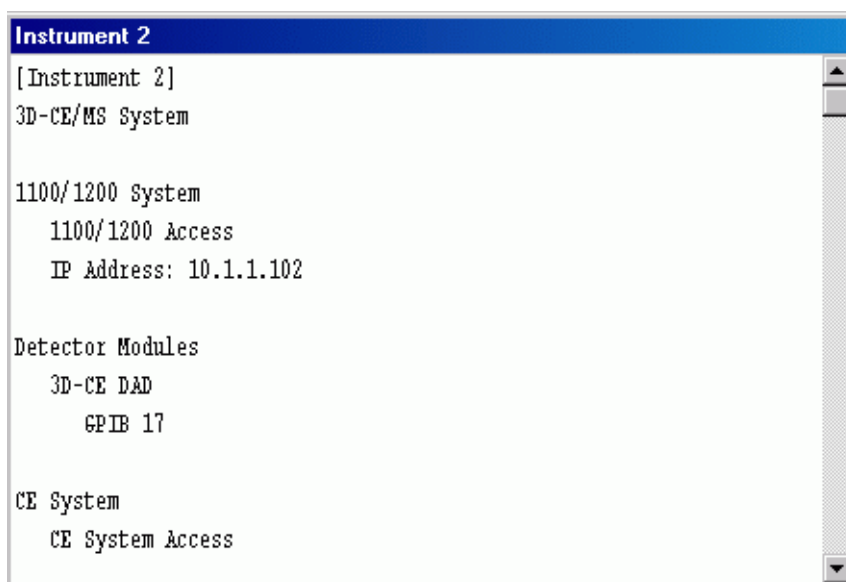 Instrument 2
[Instrument 2]
3D-CE/MS System
1100/1200 System
1100/1200 Access
IP Address: 10.1.1.102
Detector Modules
3D-CE DAD
GPIB 17
CE System
CE System Access